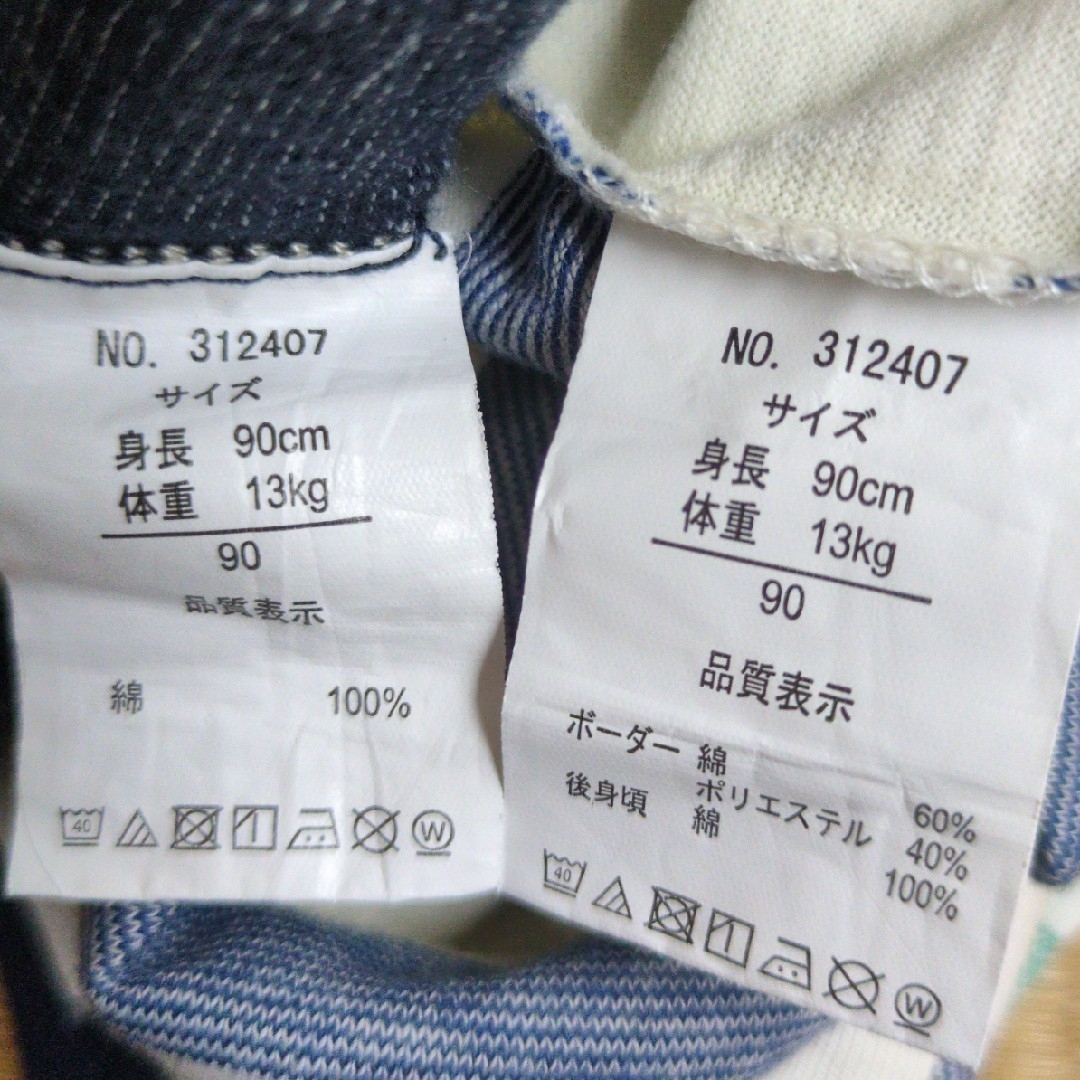 NO. 312407
サイズ
身長 90cm
体重 13kg
90
品質表示
綿 100%
40 W
NO. 312407
サイズ
身長 90cm
体重 13kg
90
品質表示
ボーダー 綿 60%
ポリエステル 40%
後身頃 綿 100%
40 W